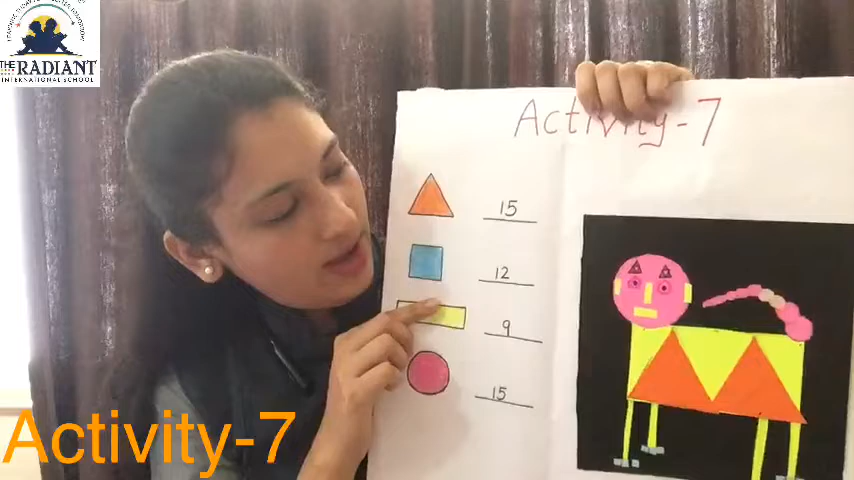 THE RADIANT
INTERNATIONAL SCHOOL
Activity-7
15
12
9
15
Activity-7